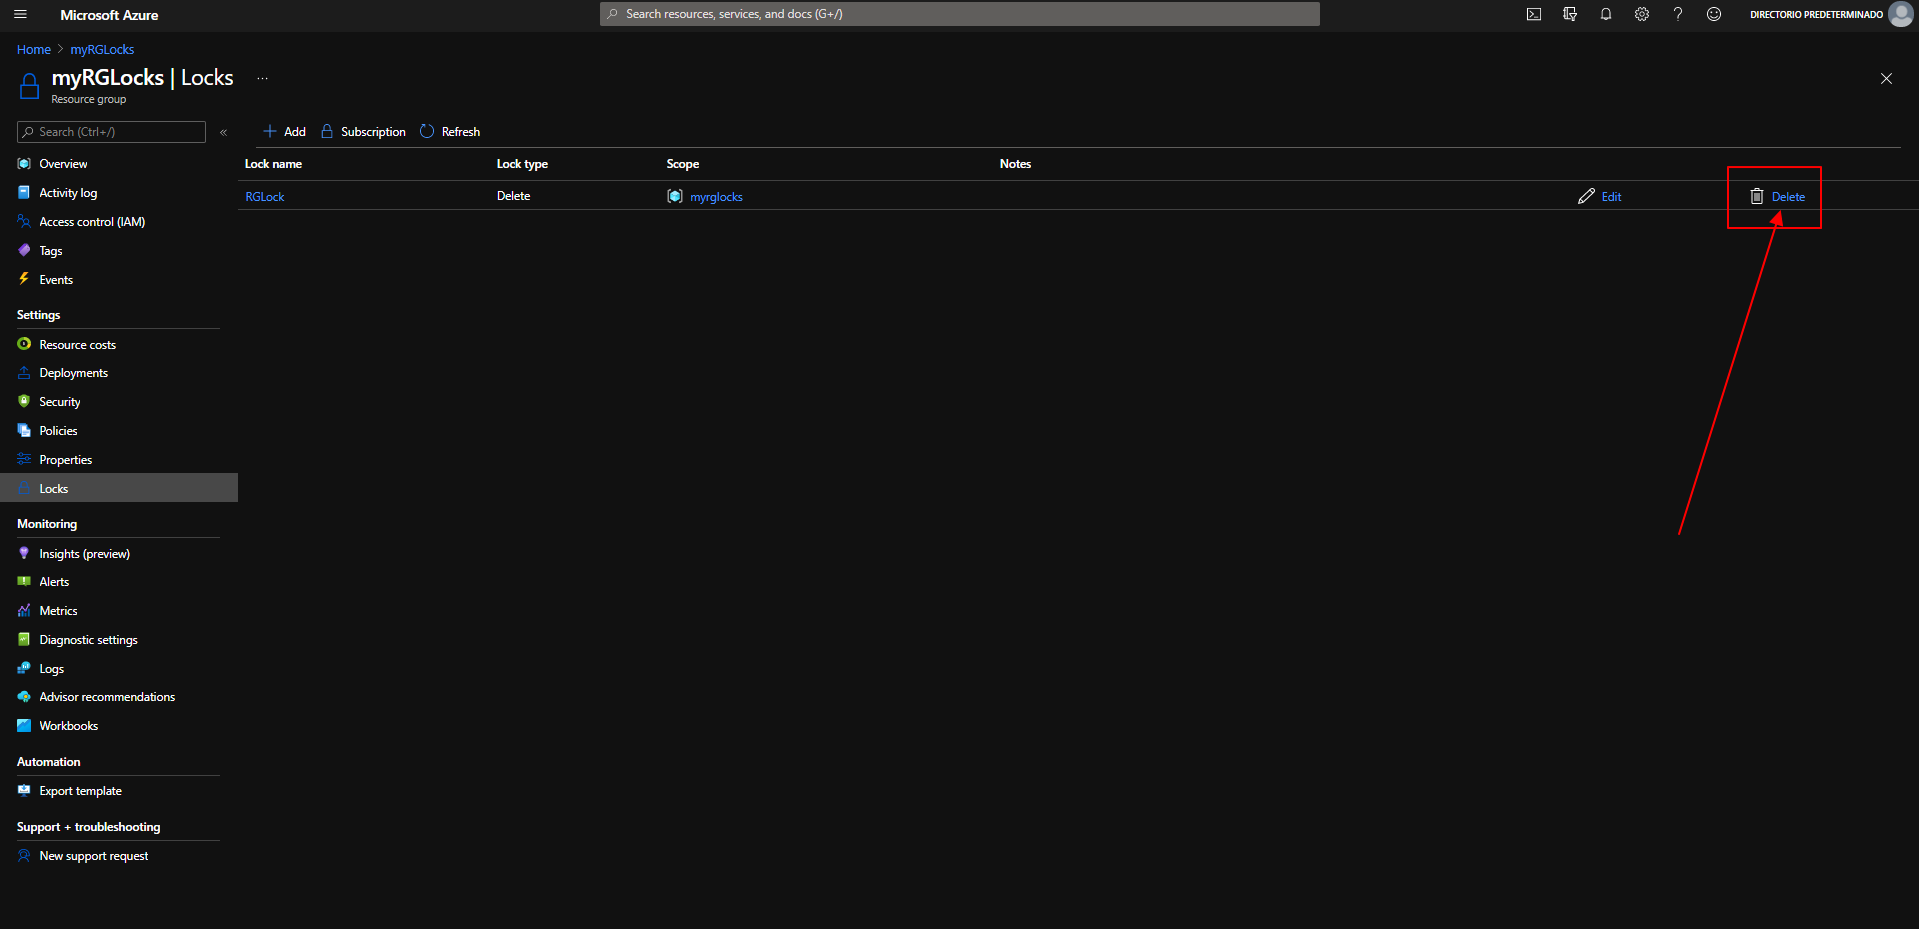 Microsoft Azure
Search resources, services, and docs (G+/)
DIRECTORIO PREDETERMINADO
Home > myRGLocks
myRGLocks | Locks ...
Resource group
Search (Ctrl+/) «
Add Subscription Refresh
Lock name Lock type Scope Notes
RGLock Delete myrglocks Edit Delete
Overview
Activity log
Access control (IAM)
Tags
Events
Settings
Resource costs
Deployments
Security
Policies
Properties
Locks
Monitoring
Insights (preview)
Alerts
Metrics
Diagnostic settings
Logs
Advisor recommendations
Workbooks
Automation
Export template
Support + troubleshooting
New support request